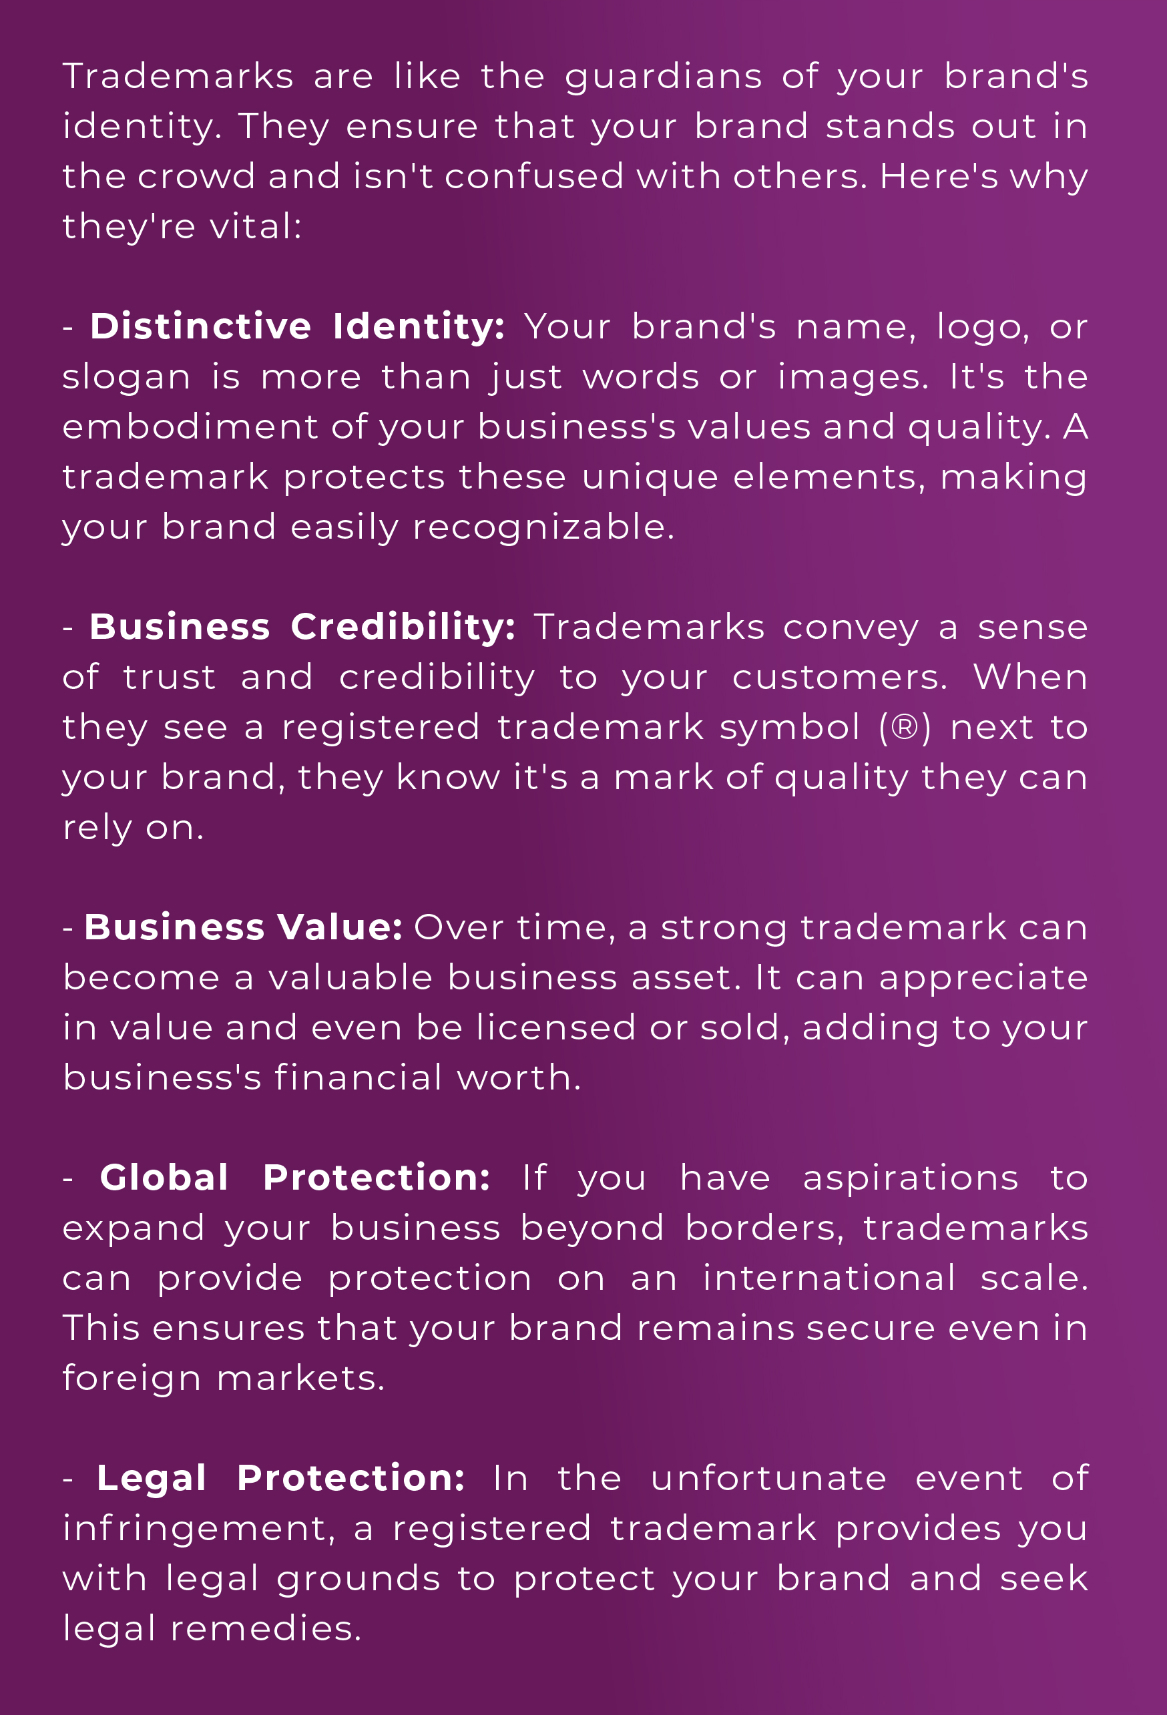 Trademarks are like the guardians of your brand's
identity. They ensure that your brand stands out in
the crowd and isn't confused with others. Here's why
they're vital:
- Distinctive Identity: Your brand's name, logo, or
slogan is more than just words or images. It's the
embodiment of your business's values and quality. A
trademark protects these unique elements, making
your brand easily recognizable.
- Business Credibility: Trademarks convey a sense
of trust and credibility to your customers. When
they see a registered trademark symbol (®) next to
your brand, they know it's a mark of quality they can
rely on.
- Business Value: Over time, a strong trademark can
become a valuable business asset. It can appreciate
in value and even be licensed or sold, adding to your
business's financial worth.
- Global Protection: If you have aspirations to
expand your business beyond borders, trademarks
can provide protection on an international scale.
This ensures that your brand remains secure even in
foreign markets.
- Legal Protection: In the unfortunate event of
infringement, a registered trademark provides you
with legal grounds to protect your brand and seek
legal remedies.